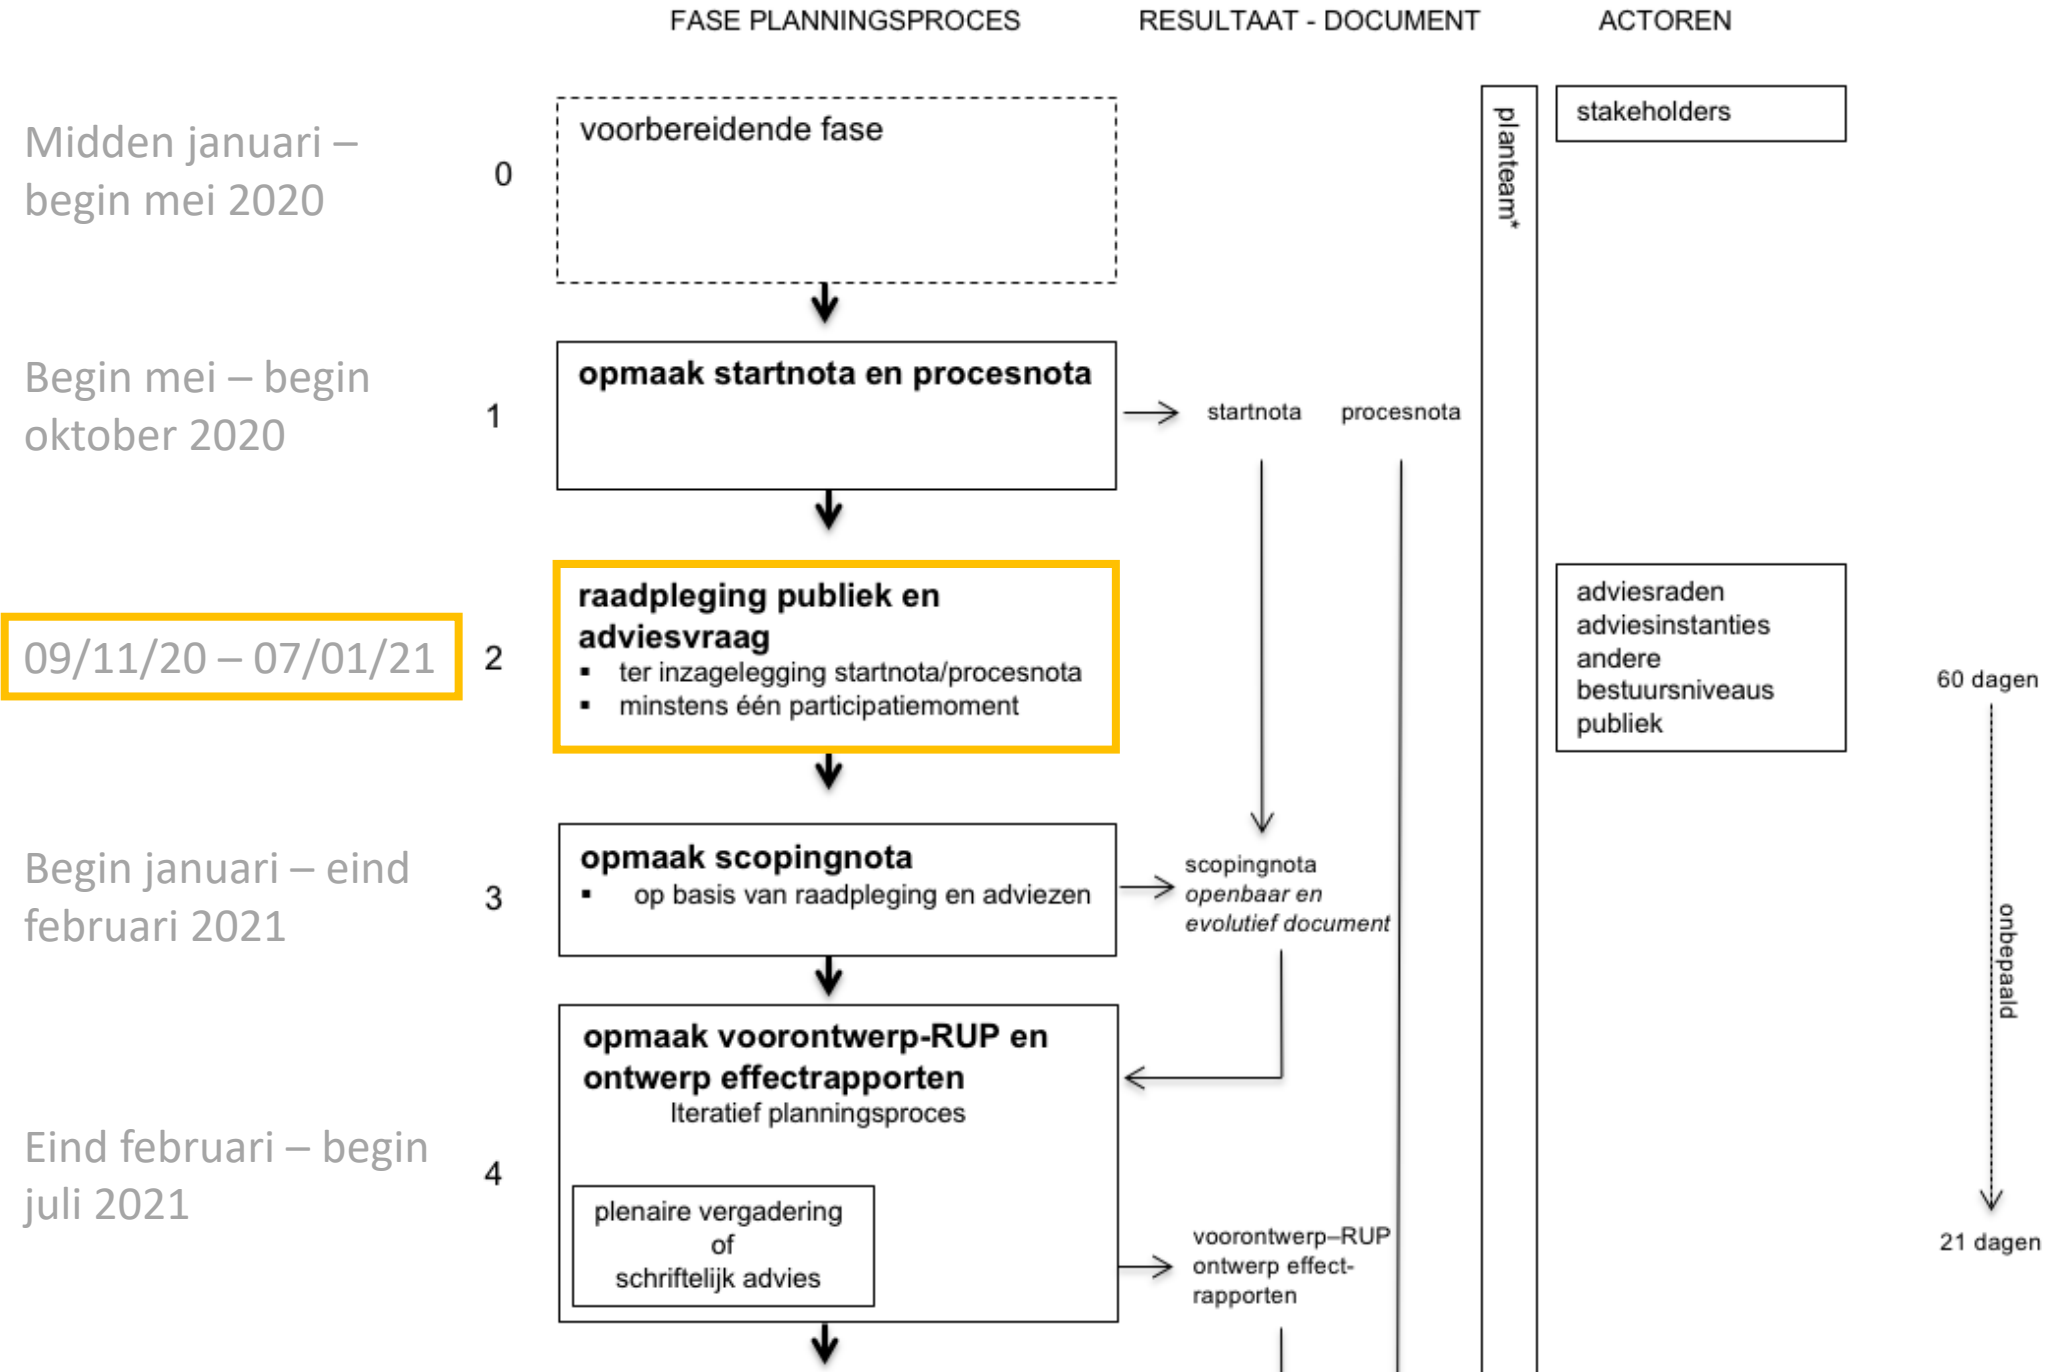 FASE PLANNINGSPROCES RESULTAAT - DOCUMENT ACTOREN
Midden januari –
begin mei 2020
0
voorbereidende fase
planteam*
stakeholders
Begin mei – begin
oktober 2020
1
opmaak startnota en procesnota
startnota procesnota
09/11/20 – 07/01/21
2
raadpleging publiek en
adviesvraag
▪ ter inzagelegging startnota/procesnota
▪ minstens één participatiemoment
adviesraden
adviesinstanties
andere
bestuursniveaus
publiek
60 dagen
Begin januari – eind
februari 2021
3
opmaak scopingnota
▪ op basis van raadpleging en adviezen
scopingnota
openbaar en
evolutief document
onbepaald
Eind februari – begin
juli 2021
4
opmaak voorontwerp-RUP en
ontwerp effectrapporten
Iteratief planningsproces
plenaire vergadering
of
schriftelijk advies
voorontwerp–RUP
ontwerp effect-
rapporten
21 dagen